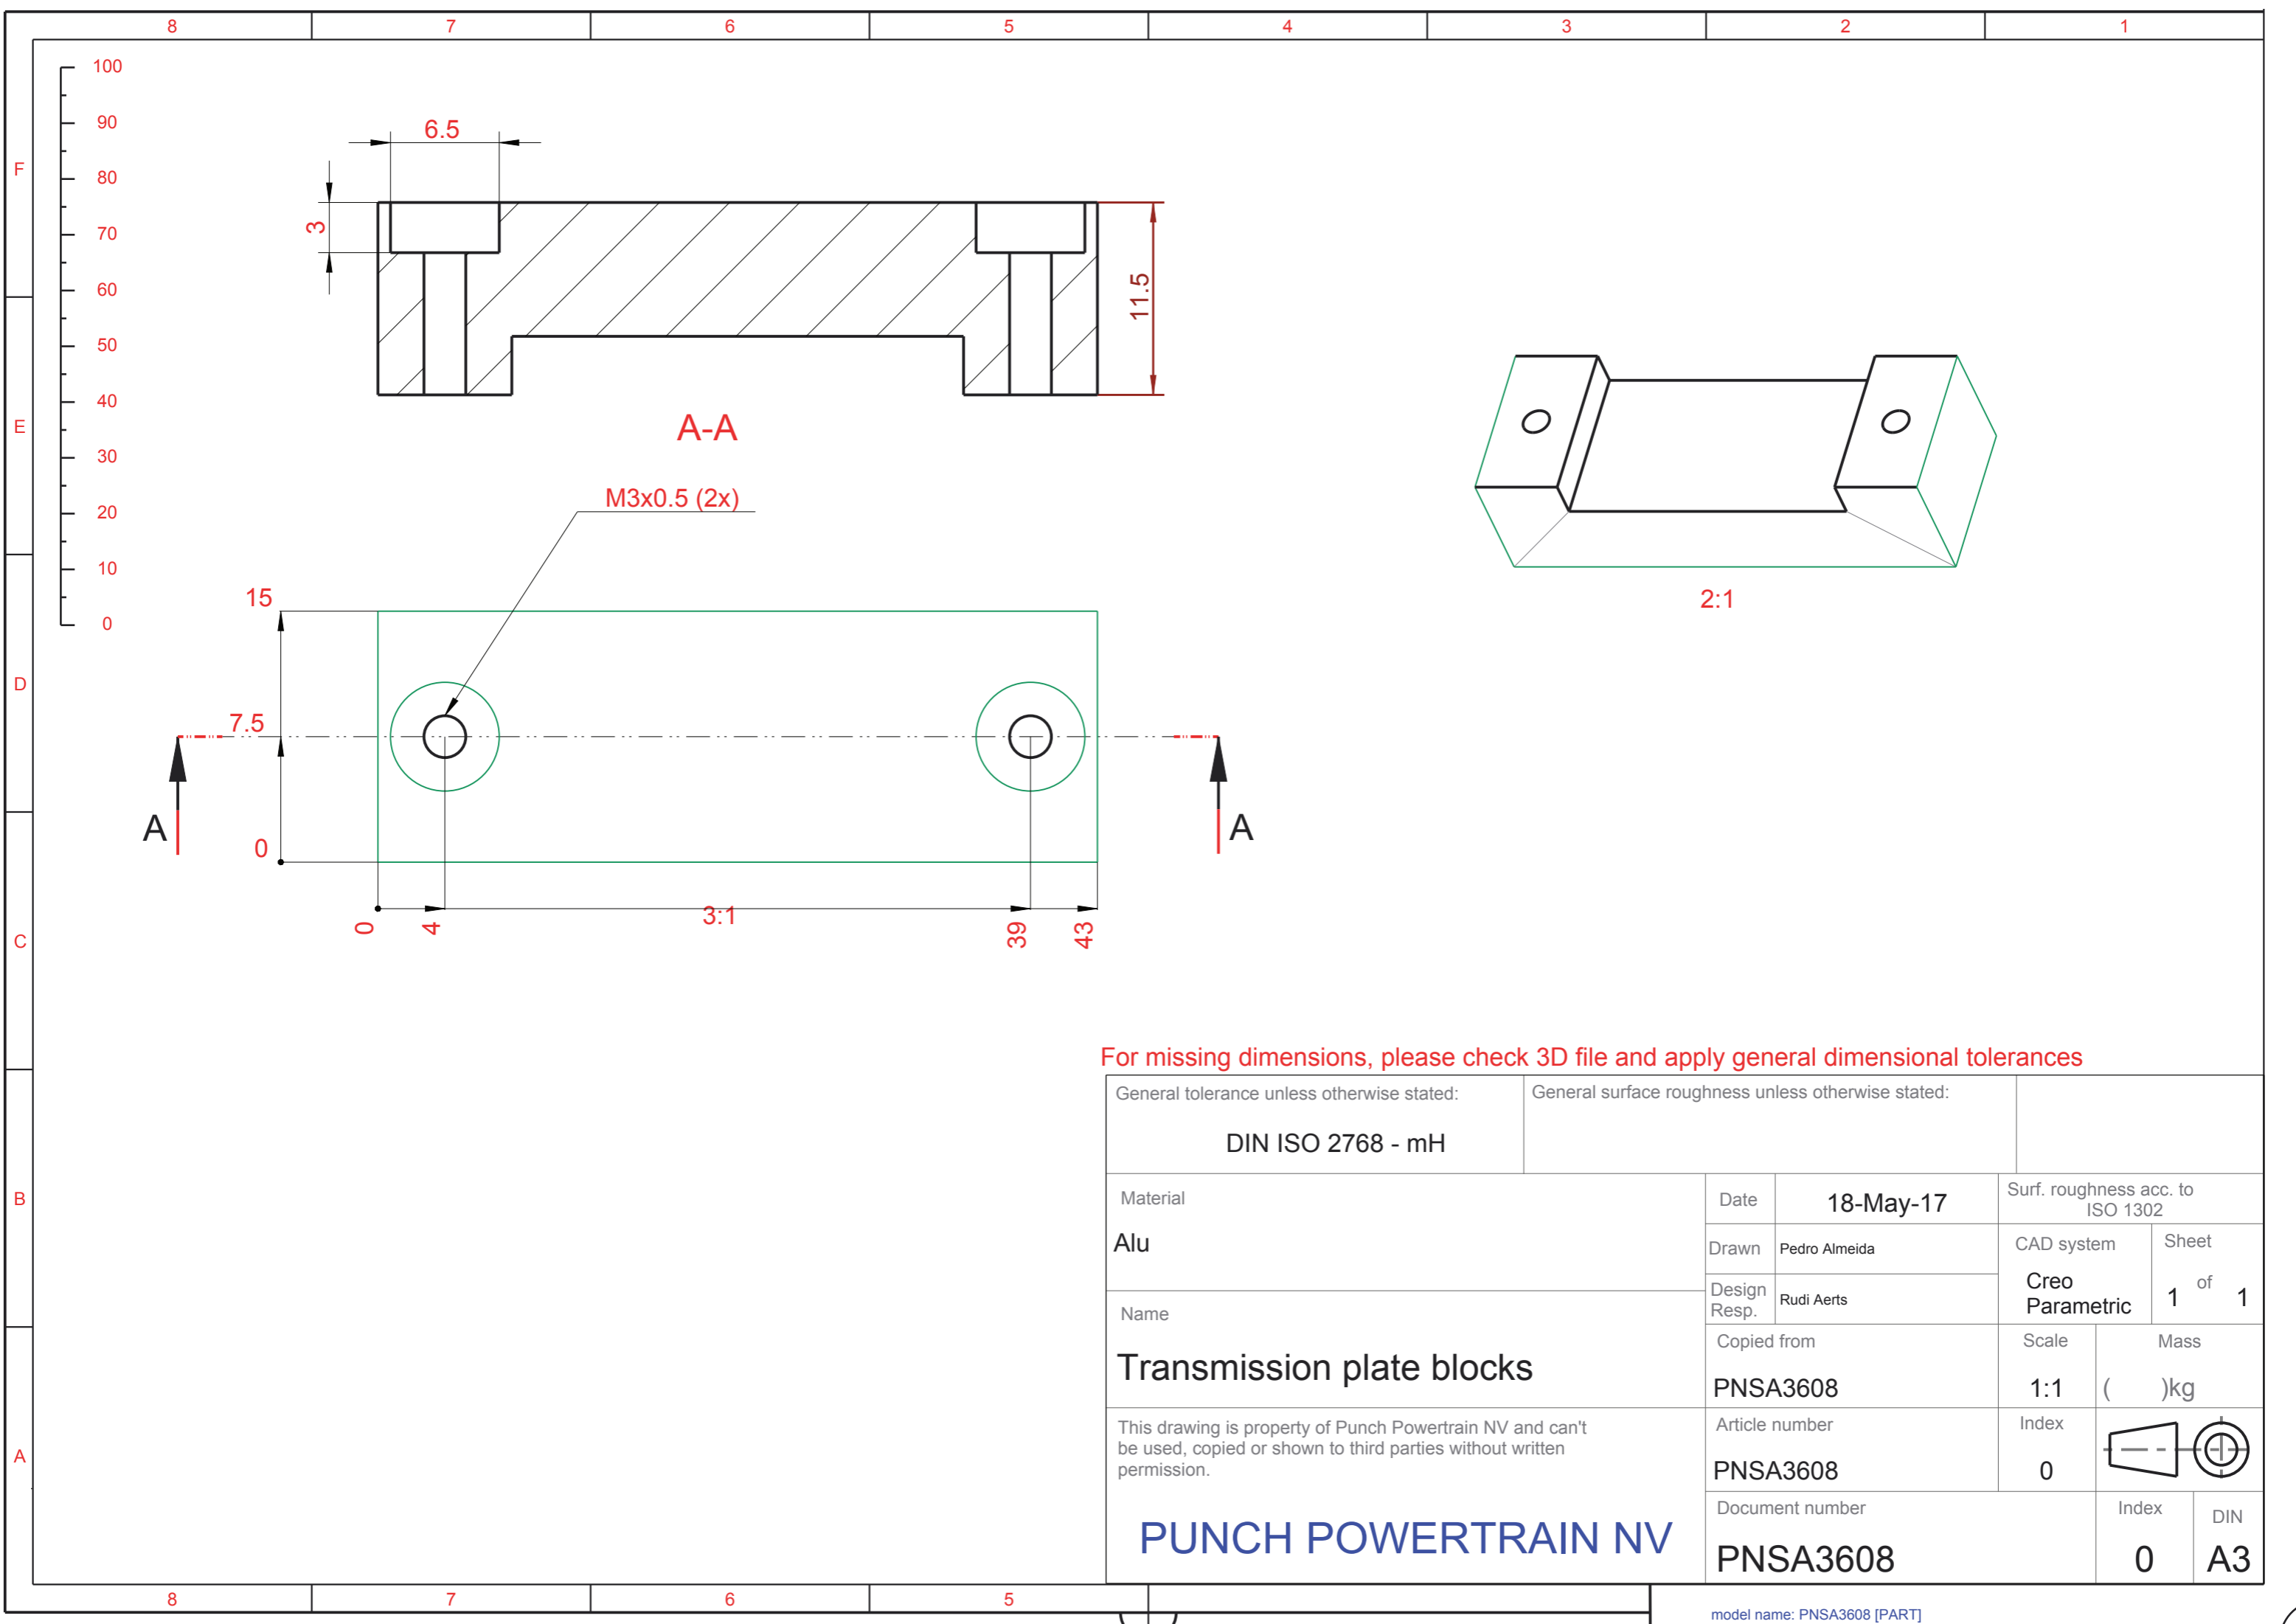 8 7 6 5 4 3 2 1
F
E
D
C
B
A
100
90
80
70
60
50
40
30
20
10
0
6.5
3
11.5
A-A
M3x0.5 (2x)
15
7.5
0
A
A
0 4 3:1 39 43
2:1
For missing dimensions, please check 3D file and apply general dimensional tolerances
General tolerance unless otherwise stated:
DIN ISO 2768 - mH
General surface roughness unless otherwise stated:
Material
Alu
Date 18-May-17
Surf. roughness acc. to
ISO 1302
Drawn Pedro Almeida
Design
Resp.
Rudi Aerts
CAD system
Creo
Parametric
Sheet
1 of 1
Name
Transmission plate blocks
Copied from
PNSA3608
Scale
1:1
Mass
( )kg
This drawing is property of Punch Powertrain NV and can't
be used, copied or shown to third parties without written
permission.
PUNCH POWERTRAIN NV
Article number
PNSA3608
Index
0
Document number
PNSA3608
Index
0
DIN
A3
8 7 6 5
model name: PNSA3608 [PART]